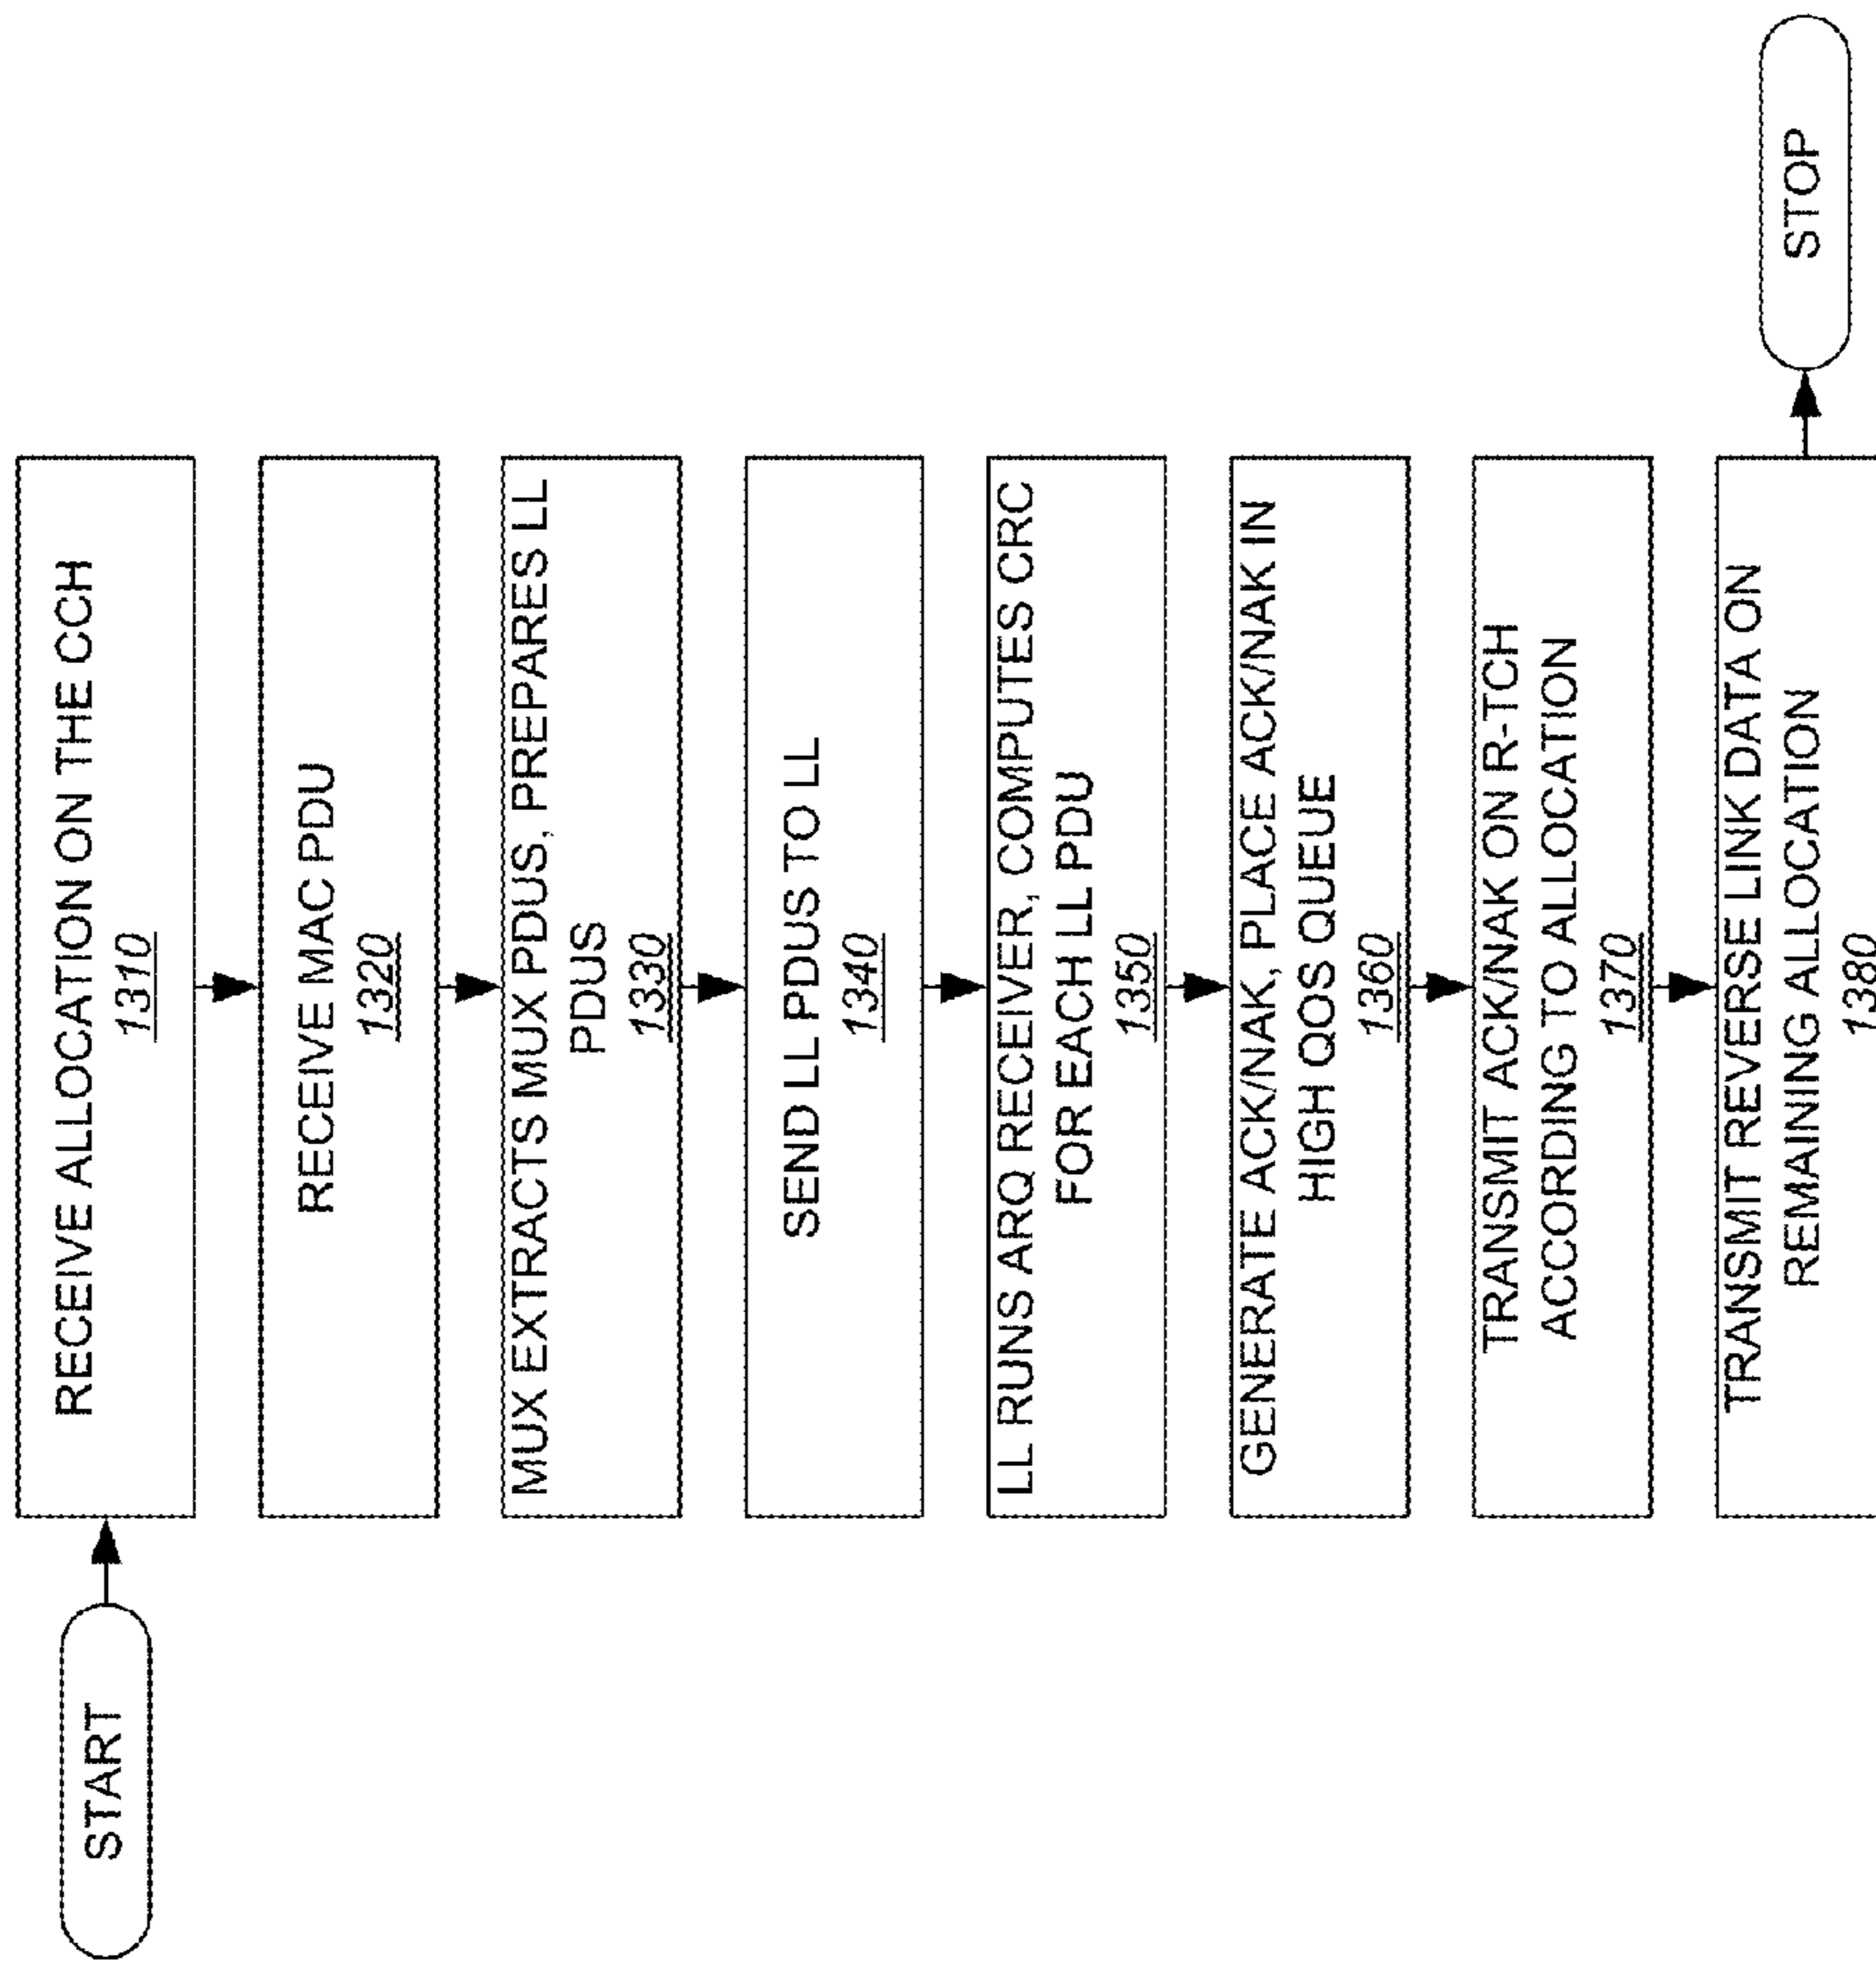 START
RECEIVE ALLOCATION ON THE CCH
1310
RECEIVE MAC PDU
1320
MUX EXTRACTS MUX PDUS, PREPARES LL
PDUS
1330
SEND LL PDUS TO LL
1340
LL RUNS ARQ RECEIVER, COMPUTES CRC
FOR EACH LL PDU
1350
GENERATE ACK/NAK, PLACE ACK/NAK IN
HIGH QOS QUEUE
1360
TRANSMIT ACK/NAK ON R-TCH
ACCORDING TO ALLOCATION
1370
TRANSMIT REVERSE LINK DATA ON
REMAINING ALLOCATION
1380
STOP